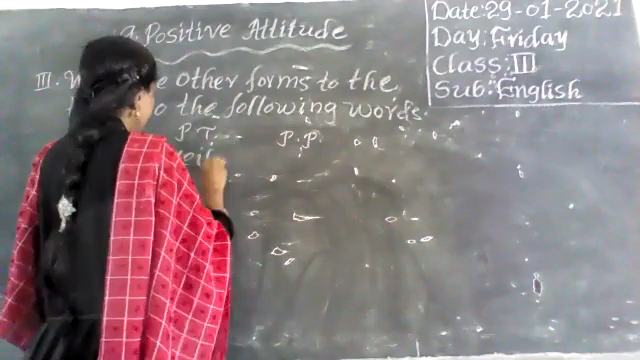 a Positive Attitude
Date:29-01-2021
Day:Friday
Class:II
Sub:English
III. other forms to the
the following words.
P T
P.P.